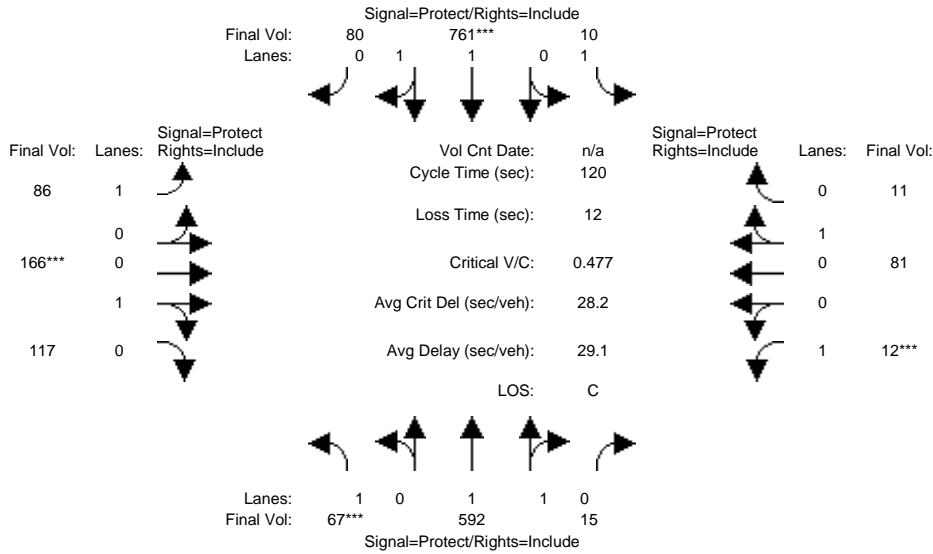 Signal=Protect/Rights=Include
Final Vol: 80 761*** 10
Lanes: 0 1 1 0 1
Signal=Protect
Final Vol: Lanes: Rights=Include
Vol Cnt Date: n/a
Signal=Protect
Rights=Include Lanes: Final Vol:
Cycle Time (sec): 120
86 1
0 11
Loss Time (sec): 12
0
1
166*** 0
Critical V/C: 0.477
0 81
1
Avg Crit Del (sec/veh): 28.2
0
117 0
Avg Delay (sec/veh): 29.1
1 12***
LOS: C
Lanes: 1 0 1 1 0
Final Vol: 67*** 592 15
Signal=Protect/Rights=Include